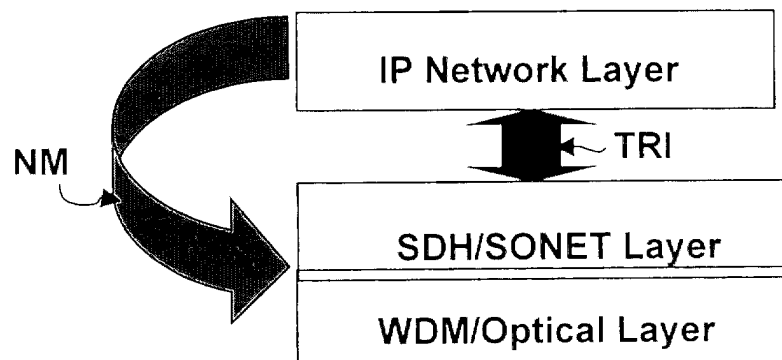 IP Network Layer
NM
TRI
SDH/SONET Layer
WDM/Optical Layer